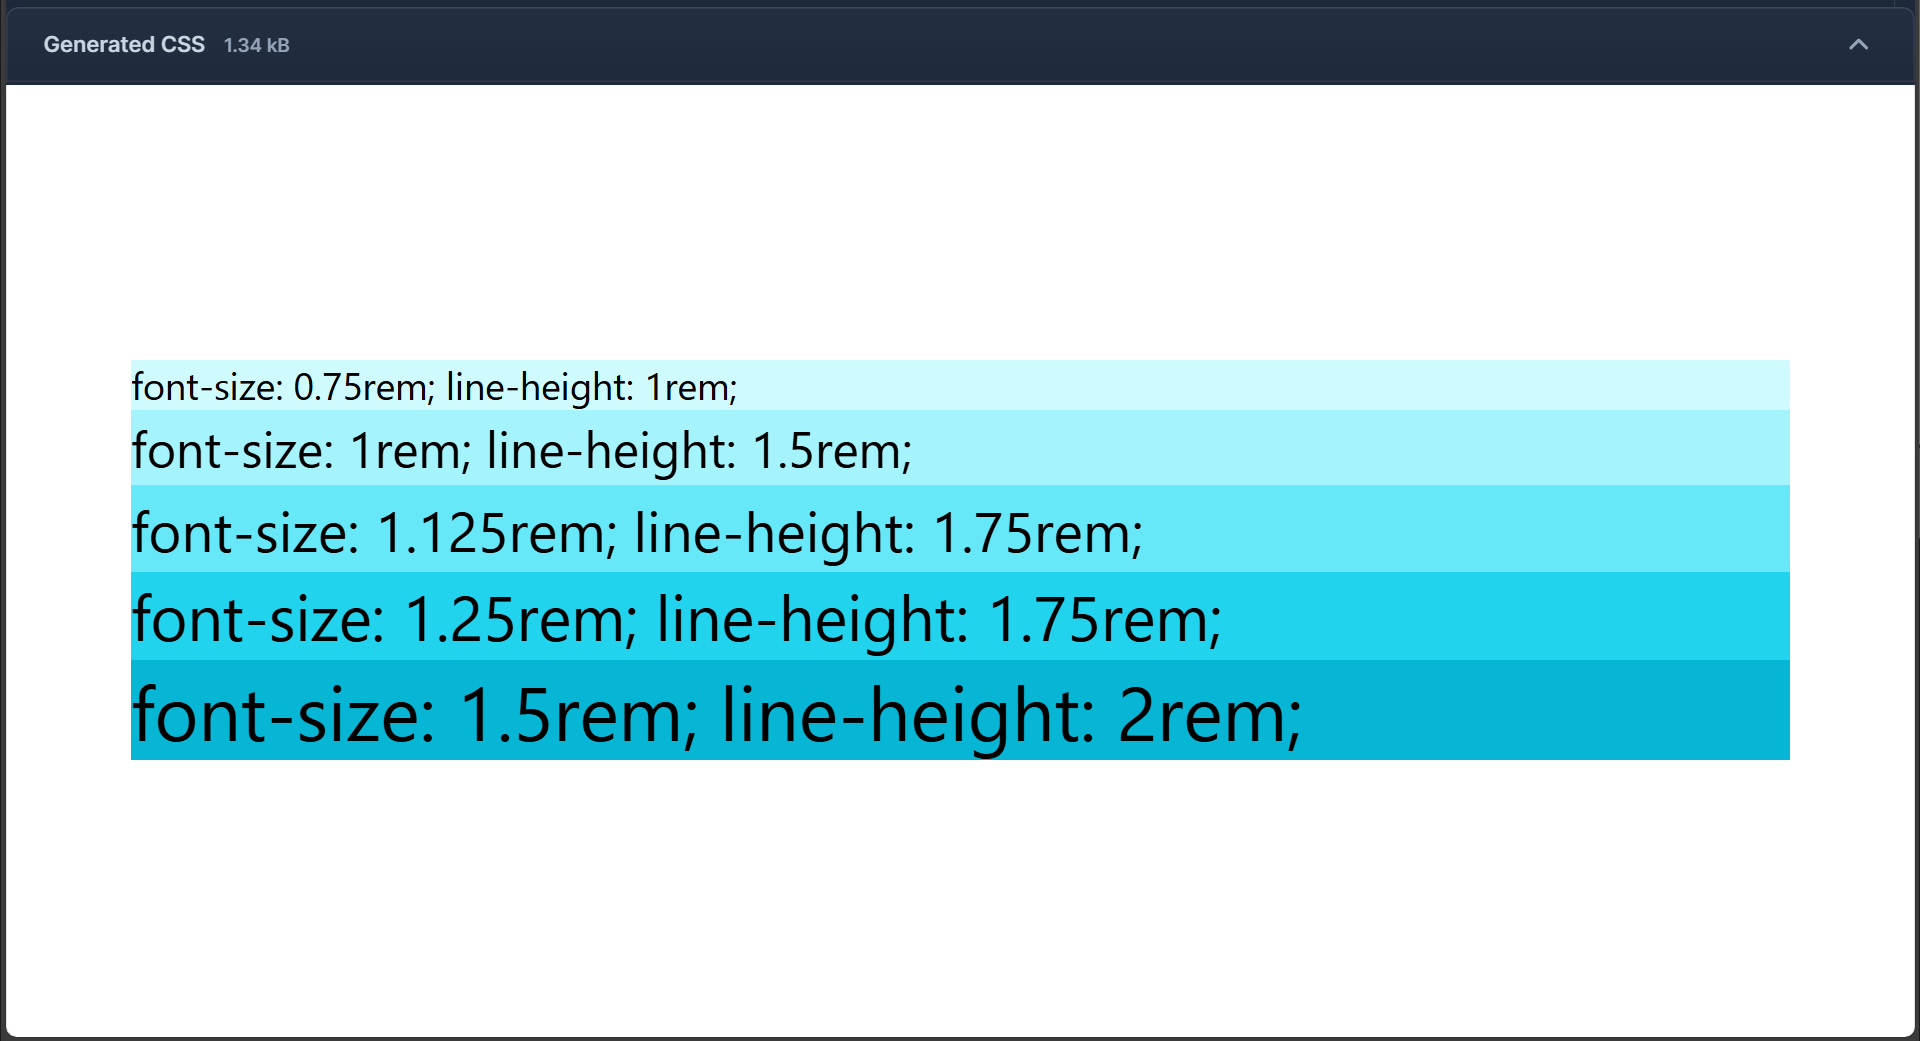 Generated CSS 1.34 kB
font-size: 0.75rem; line-height: 1rem;
font-size: 1rem; line-height: 1.5rem;
font-size: 1.125rem; line-height: 1.75rem;
font-size: 1.25rem; line-height: 1.75rem;
font-size: 1.5rem; line-height: 2rem;